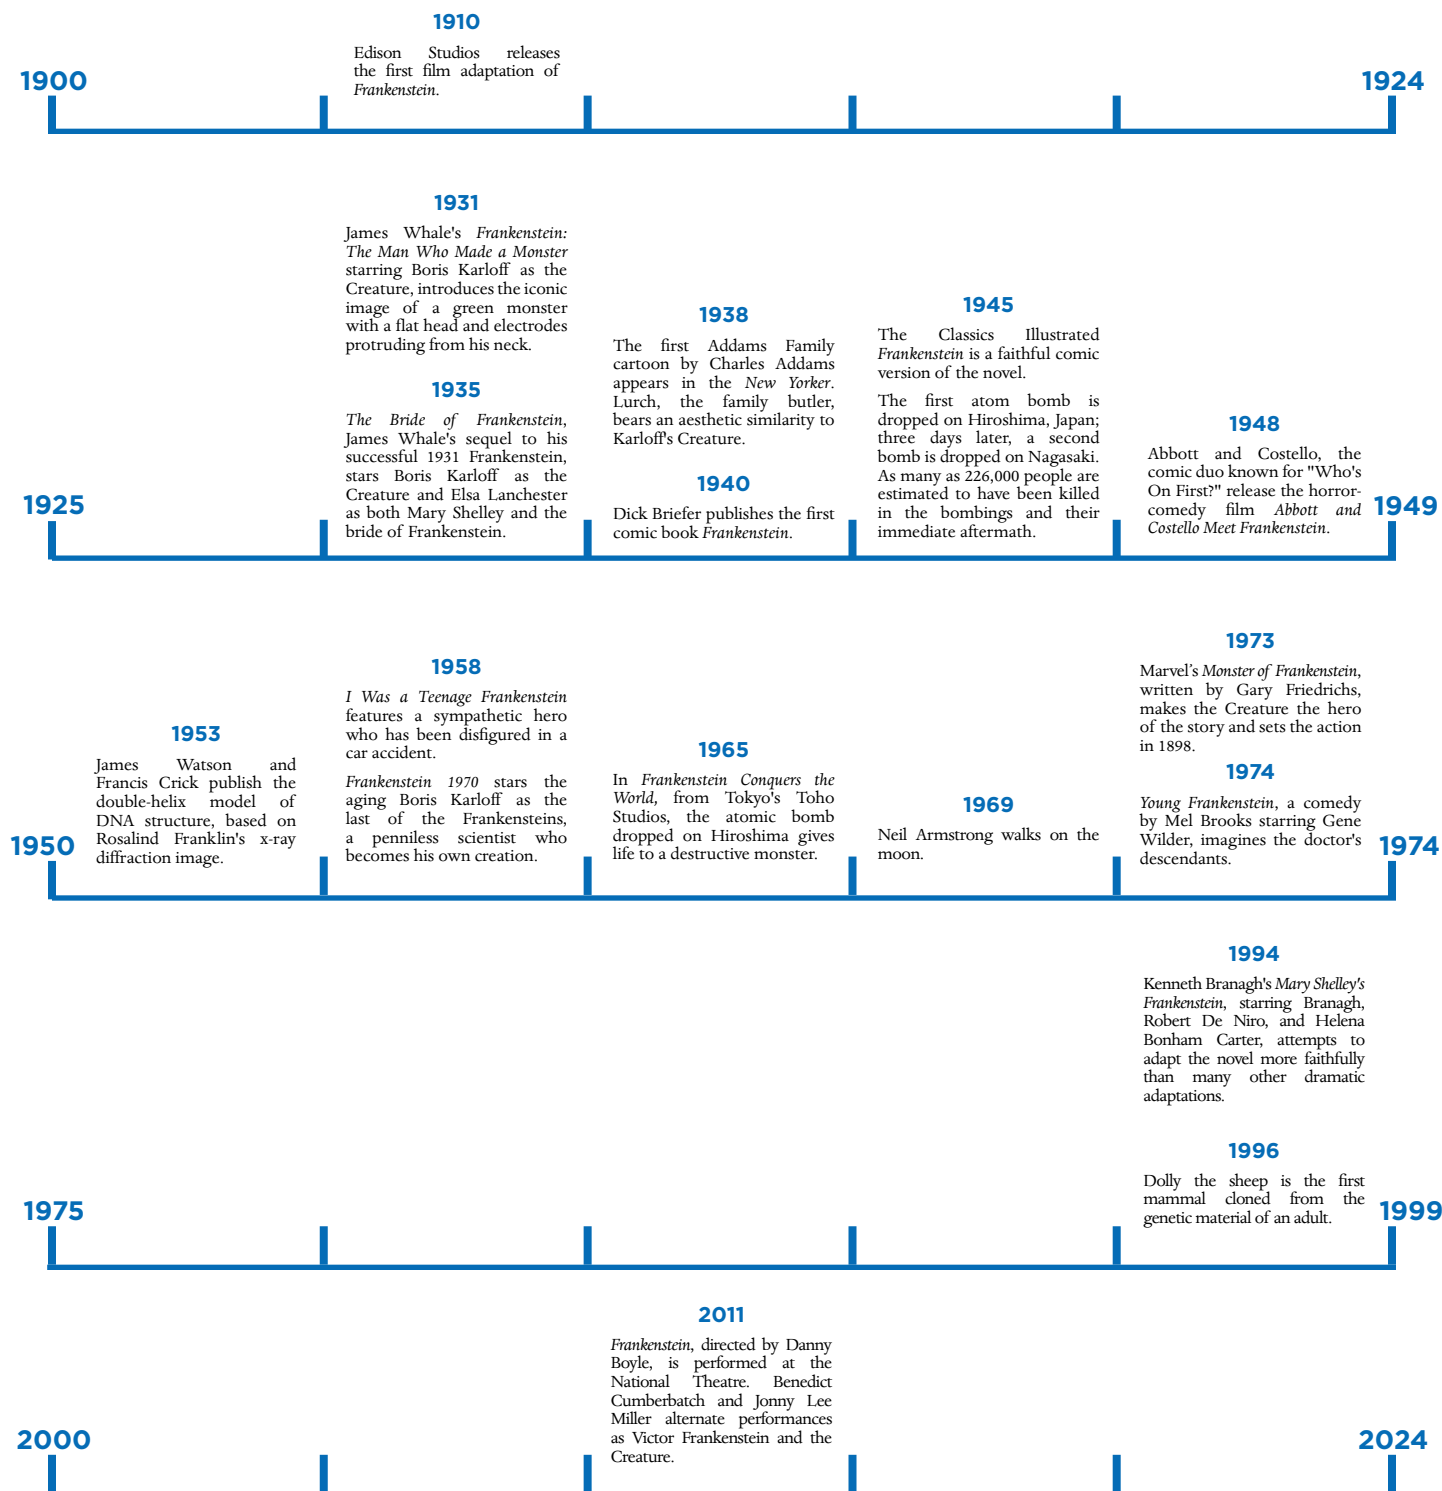 1910
Edison Studios releases
the first film adaptation of
Frankenstein.
1900
1924
1931
James Whale's Frankenstein:
The Man Who Made a Monster
starring Boris Karloff as the
Creature, introduces the iconic
image of a green monster
with a flat head and electrodes
protruding from his neck.
1935
The Bride of Frankenstein,
James Whale's sequel to his
successful 1931 Frankenstein,
stars Boris Karloff as the
Creature and Elsa Lanchester
as both Mary Shelley and the
bride of Frankenstein.
1938
The first Addams Family
cartoon by Charles Addams
appears in the New Yorker.
Lurch, the family butler,
bears an aesthetic similarity to
Karloff's Creature.
1940
Dick Briefer publishes the first
comic book Frankenstein.
1945
The Classics Illustrated
Frankenstein is a faithful comic
version of the novel.
The first atom bomb is
dropped on Hiroshima, Japan;
three days later, a second
bomb is dropped on Nagasaki.
As many as 226,000 people are
estimated to have been killed
in the bombings and their
immediate aftermath.
1948
Abbott and Costello, the
comic duo known for "Who's
On First?" release the horror-
comedy film Abbott and
Costello Meet Frankenstein.
1925
1949
1953
James Watson and
Francis Crick publish the
double-helix model of
DNA structure, based on
Rosalind Franklin's x-ray
diffraction image.
1958
I Was a Teenage Frankenstein
features a sympathetic hero
who has been disfigured in a
car accident.
Frankenstein 1970 stars the
aging Boris Karloff as the
last of the Frankensteins,
a penniless scientist who
becomes his own creation.
1965
In Frankenstein Conquers the
World, from Tokyo's Toho
Studios, the atomic bomb
dropped on Hiroshima gives
life to a destructive monster.
1969
Neil Armstrong walks on the
moon.
1973
Marvel's Monster of Frankenstein,
written by Gary Friedrichs,
makes the Creature the hero
of the story and sets the action
in 1898.
1974
Young Frankenstein, a comedy
by Mel Brooks starring Gene
Wilder, imagines the doctor's
descendants.
1950
1974
1994
Kenneth Branagh's Mary Shelley's
Frankenstein, starring Branagh,
Robert De Niro, and Helena
Bonham Carter, attempts to
adapt the novel more faithfully
than many other dramatic
adaptations.
1996
Dolly the sheep is the first
mammal cloned from the
genetic material of an adult.
1975
1999
2011
Frankenstein, directed by Danny
Boyle, is performed at the
National Theatre. Benedict
Cumberbatch and Jonny Lee
Miller alternate performances
as Victor Frankenstein and the
Creature.
2000
2024